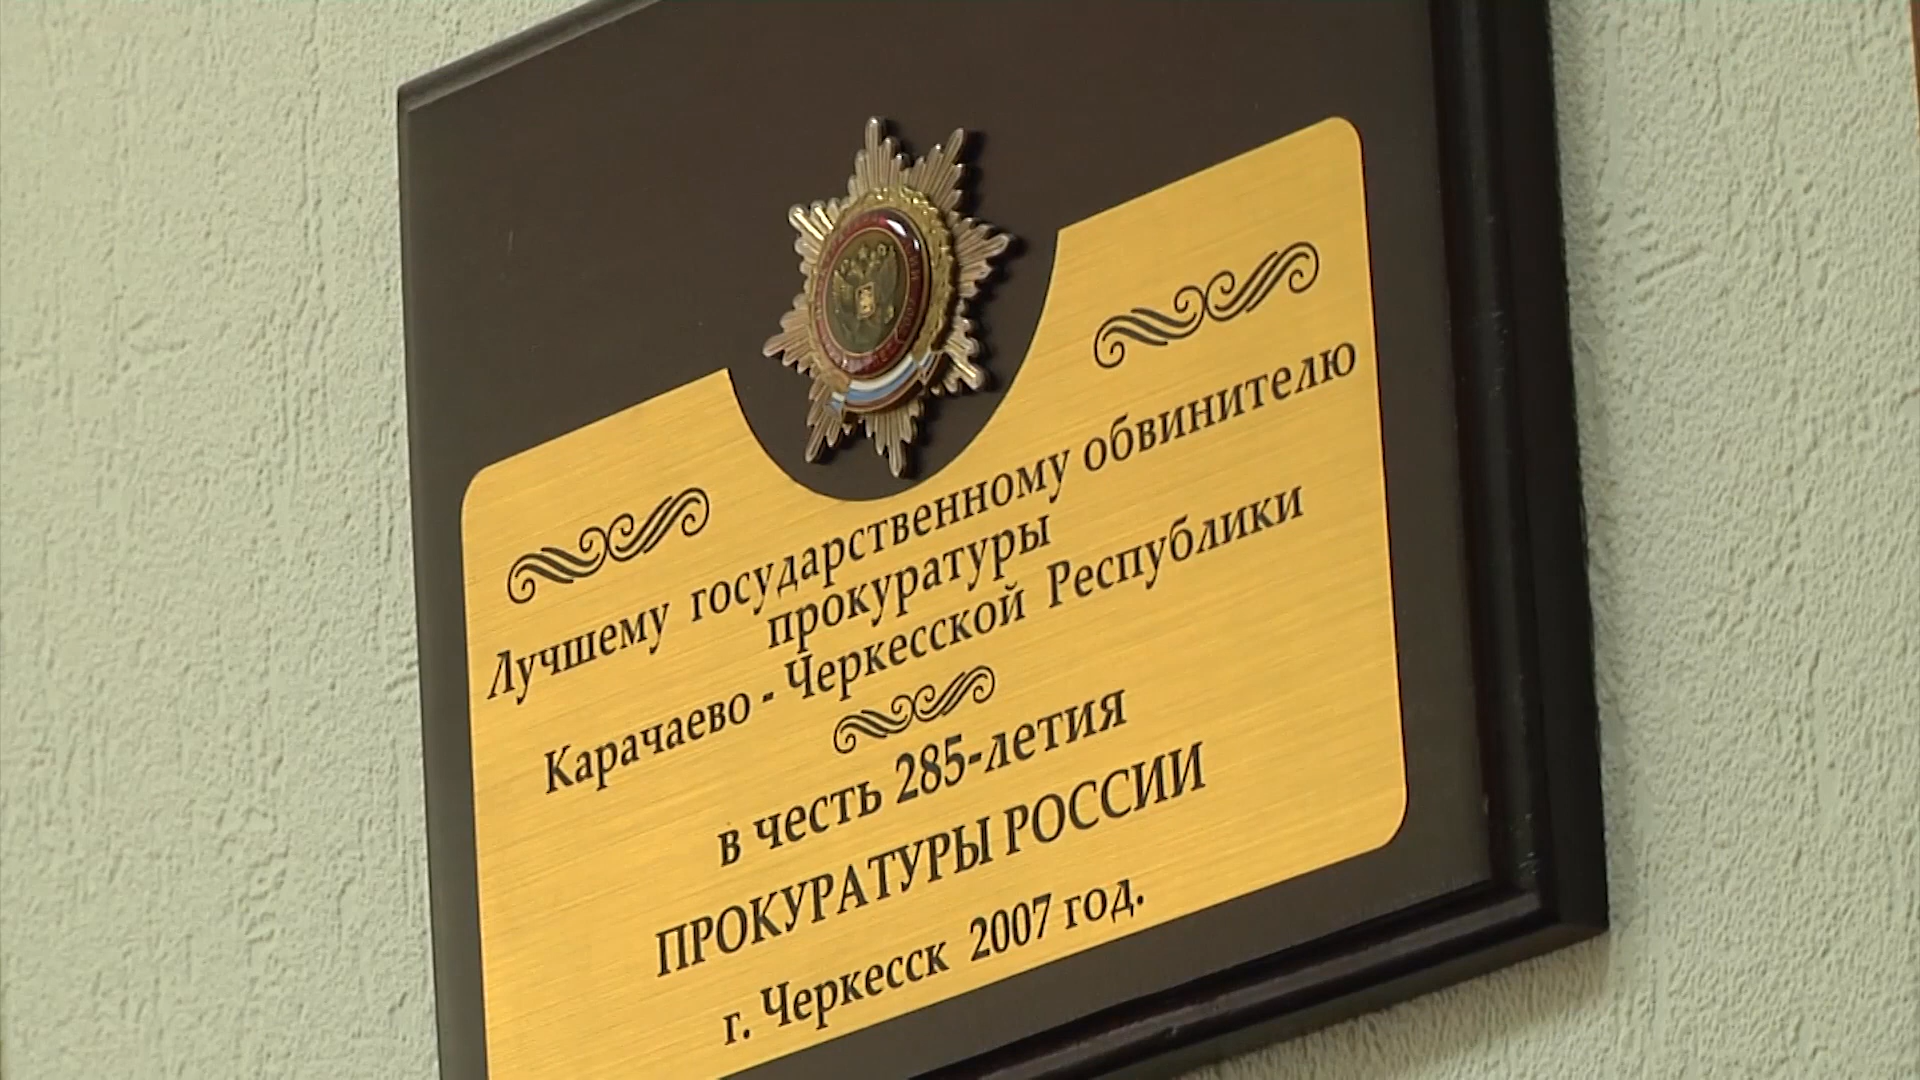 Лучшему государственному обвинителю
прокуратуры
Карачаево - Черкесской Республики
в честь 285-летия
ПРОКУРАТУРЫ РОССИИ
г. Черкесск 2007 год.